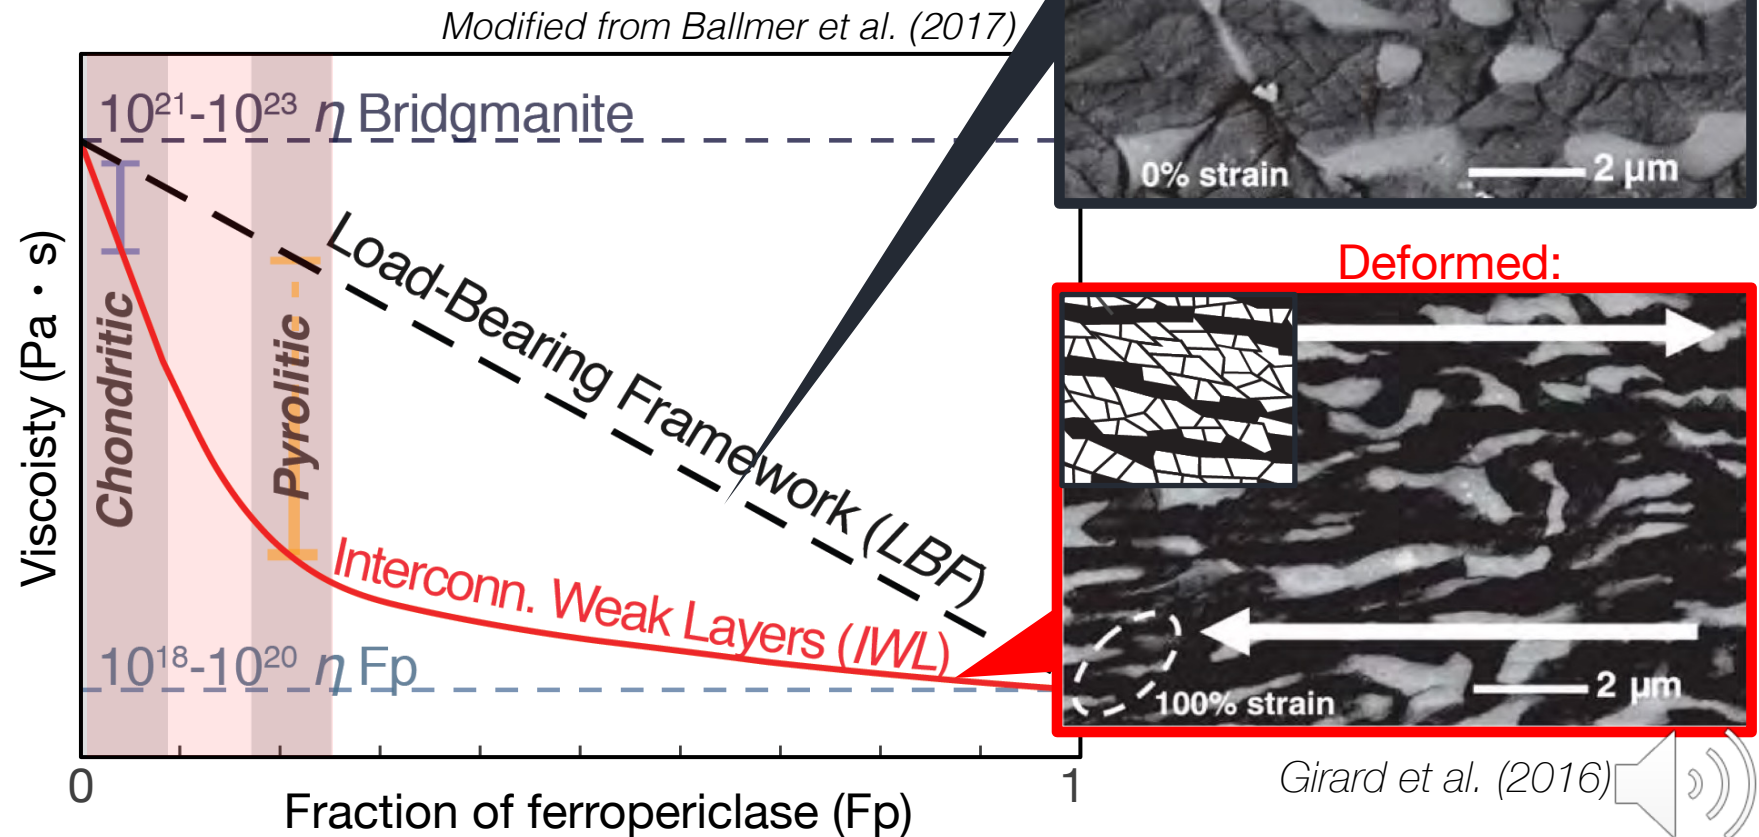 Modified from Ballmer et al. (2017)
10²¹-10²³ η Bridgmanite
0% strain
2 µm
Load-Bearing Framework (LBF)
Deformed:
Viscoisty (Pa · s)
Chondritic
Pyrolitic
Interconn. Weak Layers (IWL)
10¹⁸-10²⁰ η Fp
2 µm
100% strain
0
1
Fraction of ferropericlase (Fp)
Girard et al. (2016)